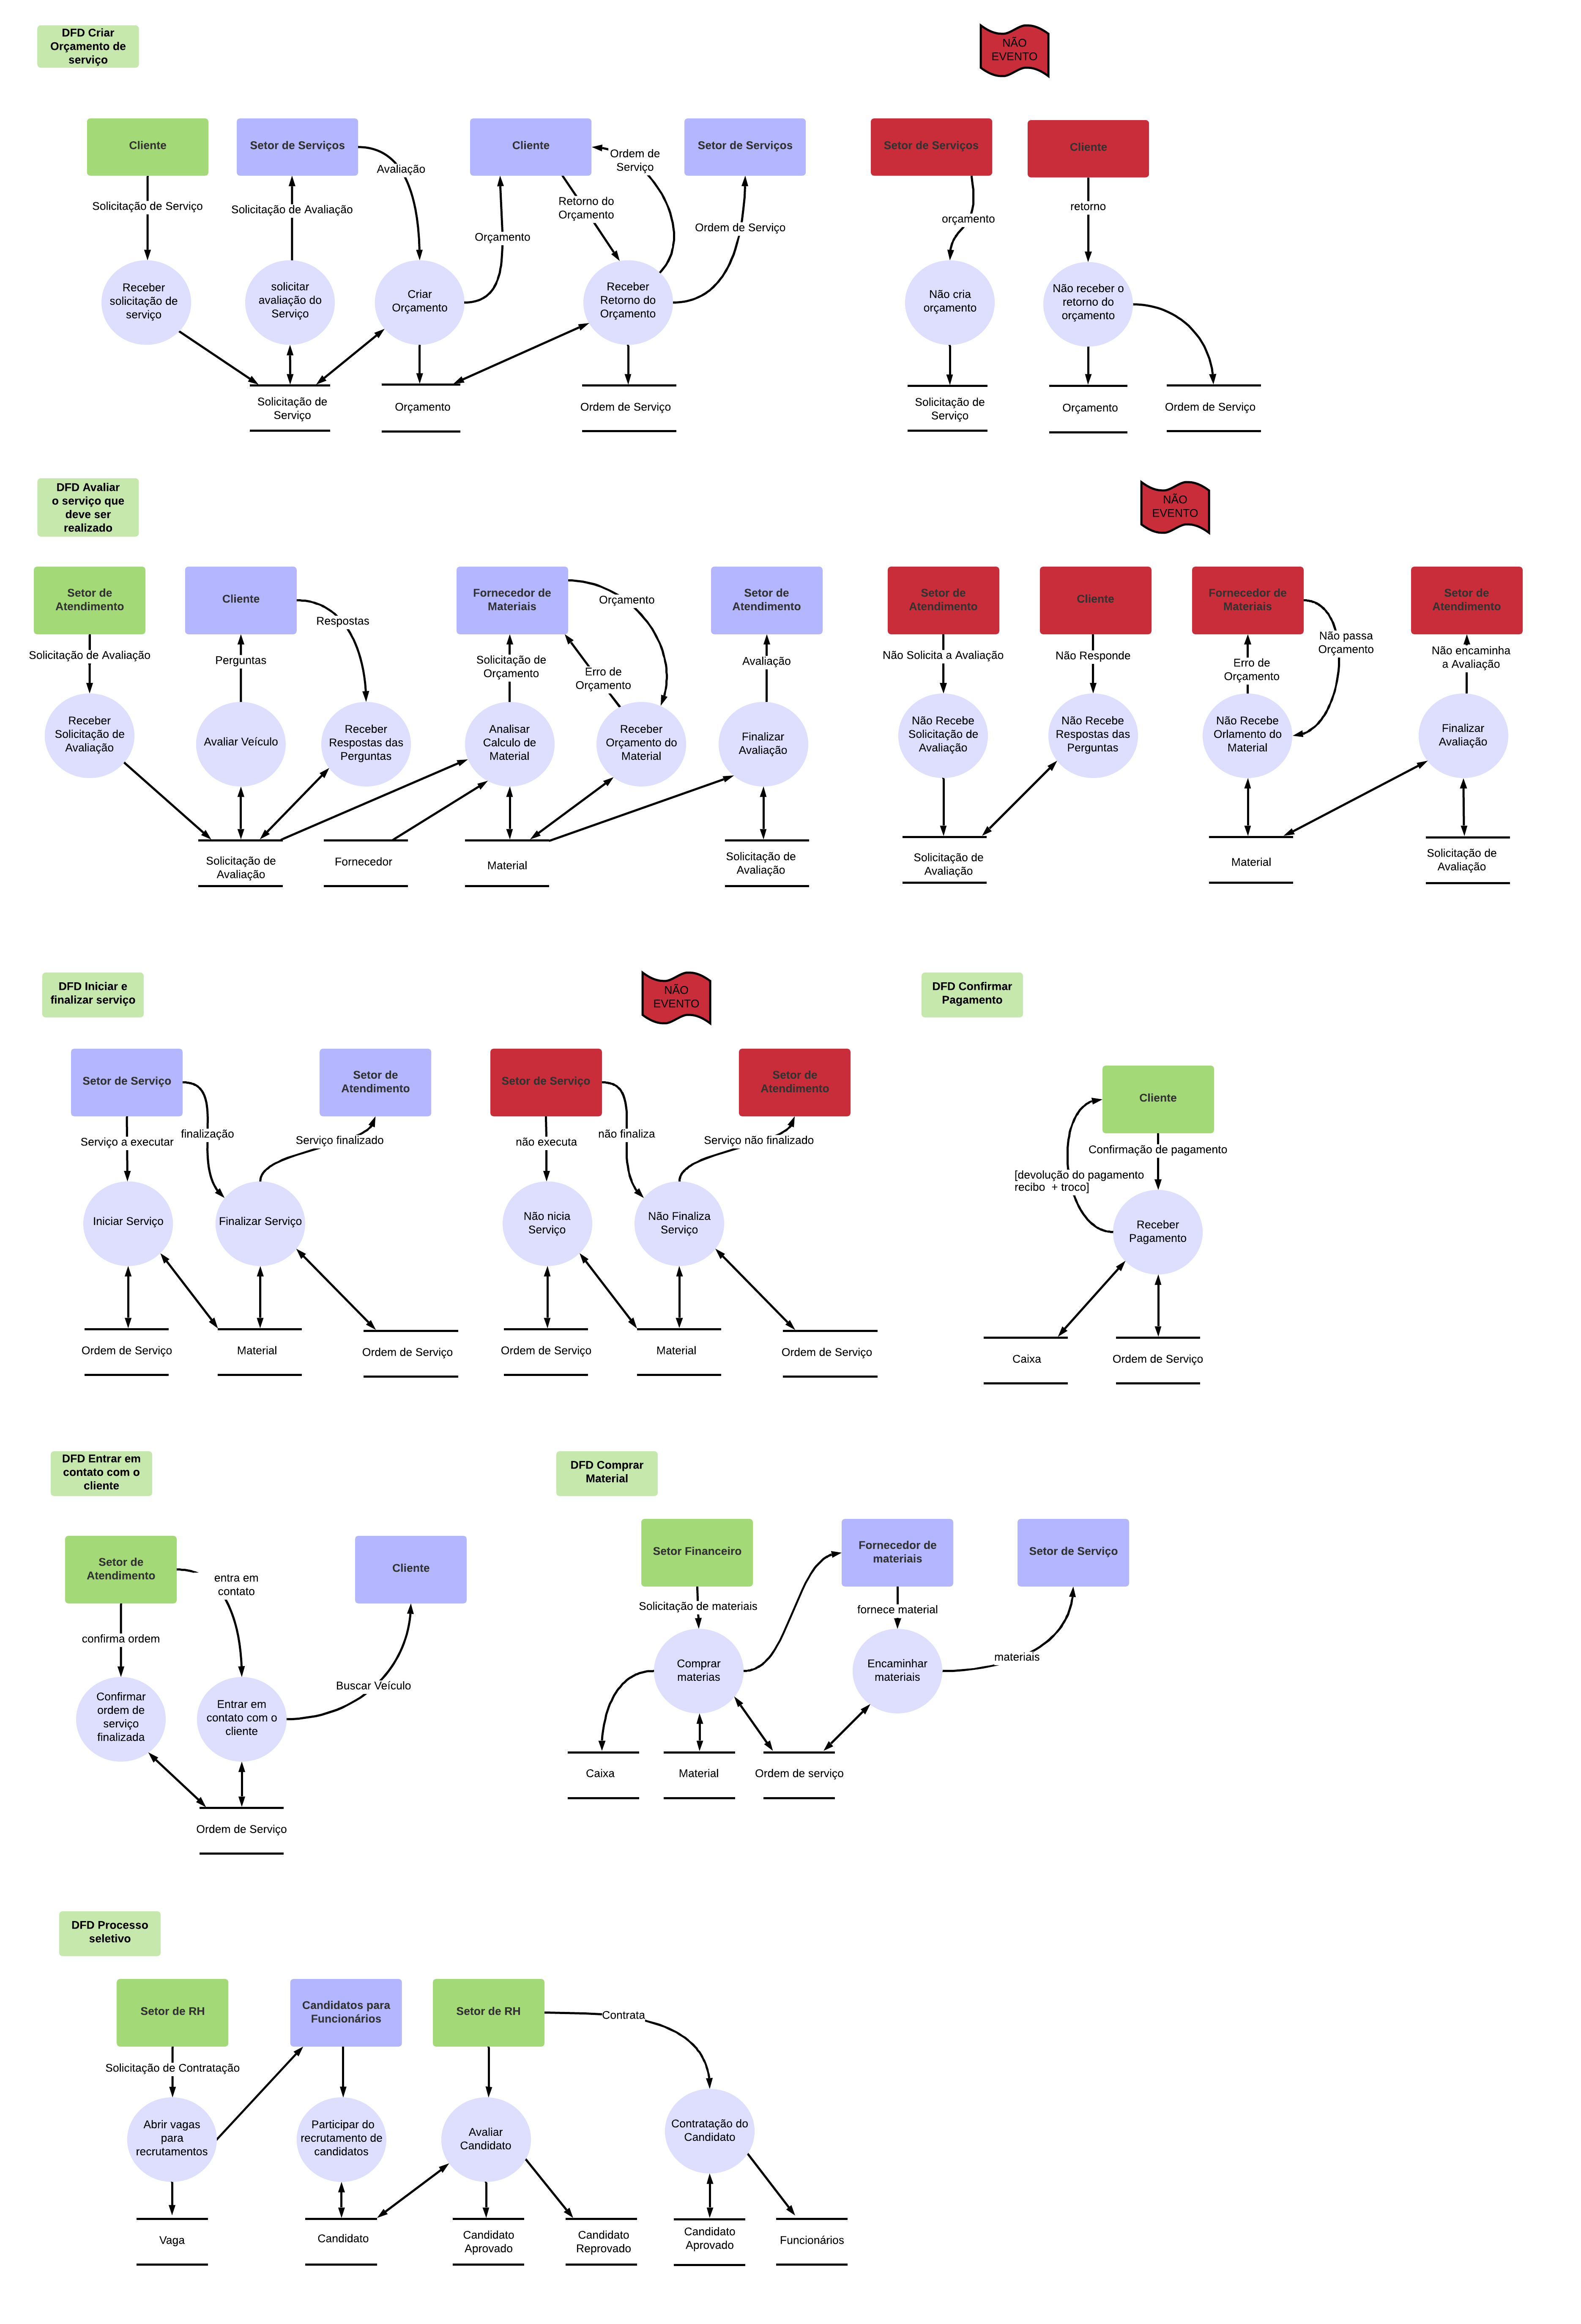 DFD Criar
Orçamento de
serviço
NÃO
EVENTO
Cliente
Setor de Serviços
Cliente
Setor de Serviços
Setor de Serviços
Cliente
Avaliação
Ordem de
Serviço
Solicitação de Serviço
Solicitação de Avaliação
Orçamento
Retorno do
Orçamento
Ordem de Serviço
orçamento
retorno
Receber
solicitação de
serviço
solicitar
avaliação do
Serviço
Criar
Orçamento
Receber
Retorno do
Orçamento
Não cria
orçamento
Não receber o
retorno do
orçamento
Solicitação de
Serviço
Orçamento
Ordem de Serviço
Solicitação de
Serviço
Orçamento
Ordem de Serviço
DFD Avaliar
o serviço que
deve ser
realizado
NÃO
EVENTO
Setor de
Atendimento
Cliente
Fornecedor de
Materiais
Setor de
Atendimento
Setor de
Atendimento
Cliente
Fornecedor de
Materiais
Setor de
Atendimento
Solicitação de Avaliação
Perguntas
Respostas
Solicitação de
Orçamento
Orçamento
Erro de
Orçamento
Avaliação
Não Solicita a Avaliação
Não Responde
Erro de
Orçamento
Não passa
Orçamento
Não encaminha
a Avaliação
Receber
Solicitação de
Avaliação
Avaliar Veículo
Receber
Respostas das
Perguntas
Analisar
Calculo de
Material
Receber
Orçamento do
Material
Finalizar
Avaliação
Não Recebe
Solicitação de
Avaliação
Não Recebe
Respostas das
Perguntas
Não Recebe
Orlamento do
Material
Finalizar
Avaliação
Solicitação de
Avaliação
Fornecedor
Material
Solicitação de
Avaliação
Solicitação de
Avaliação
Material
Solicitação de
Avaliação
DFD Iniciar e
finalizar serviço
NÃO
EVENTO
DFD Confirmar
Pagamento
Setor de Serviço
Setor de
Atendimento
Setor de Serviço
Setor de
Atendimento
Cliente
Serviço a executar
finalização
Serviço finalizado
não executa
não finaliza
Serviço não finalizado
Confirmação de pagamento
[devolução do pagamento
recibo + troco]
Iniciar Serviço
Finalizar Serviço
Não nicia
Serviço
Não Finaliza
Serviço
Receber
Pagamento
Ordem de Serviço
Material
Ordem de Serviço
Ordem de Serviço
Material
Ordem de Serviço
Caixa
Ordem de Serviço
DFD Entrar em
contato com o
cliente
DFD Comprar
Material
Setor de
Atendimento
Cliente
Setor Financeiro
Fornecedor de
materiais
Setor de Serviço
entra em
contato
confirma ordem
Buscar Veículo
Solicitação de materiais
fornece material
materiais
Confirmar
ordem de
serviço
finalizada
Entrar em
contato com o
cliente
Comprar
materias
Encaminhar
materiais
Ordem de Serviço
Caixa
Material
Ordem de serviço
DFD Processo
seletivo
Setor de RH
Candidatos para
Funcionários
Setor de RH
Contrata
Solicitação de Contratação
Abrir vagas
para
recrutamentos
Participar do
recrutamento de
candidatos
Avaliar
Candidato
Contratação do
Candidato
Vaga
Candidato
Candidato
Aprovado
Candidato
Reprovado
Candidato
Aprovado
Funcionários